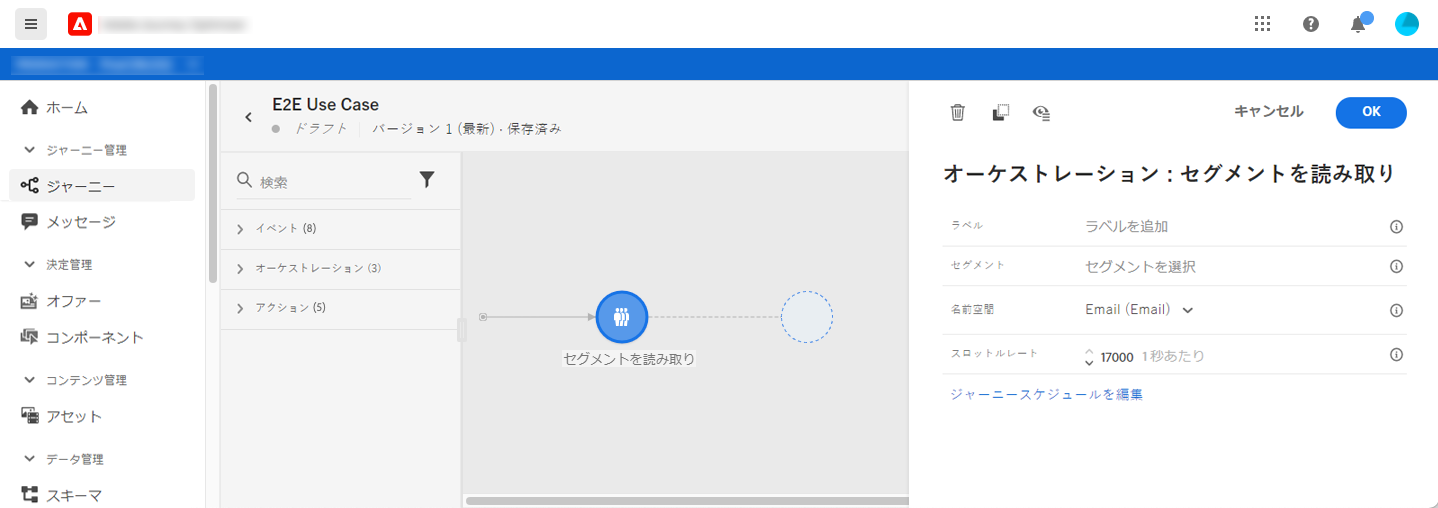 ホーム
ジャーニー管理
ジャーニー
メッセージ
決定管理
オファー
コンポーネント
コンテンツ管理
アセット
データ管理
スキーマ
E2E Use Case
ドラフト バージョン 1 (最新) · 保存済み
検索
イベント (8)
オーケストレーション (3)
アクション (5)
セグメントを読み取り
キャンセル OK
オーケストレーション : セグメントを読み取り
ラベル ラベルを追加
セグメント セグメントを選択
名前空間 Email (Email)
スロットルレート 17000 1 秒あたり
ジャーニースケジュールを編集